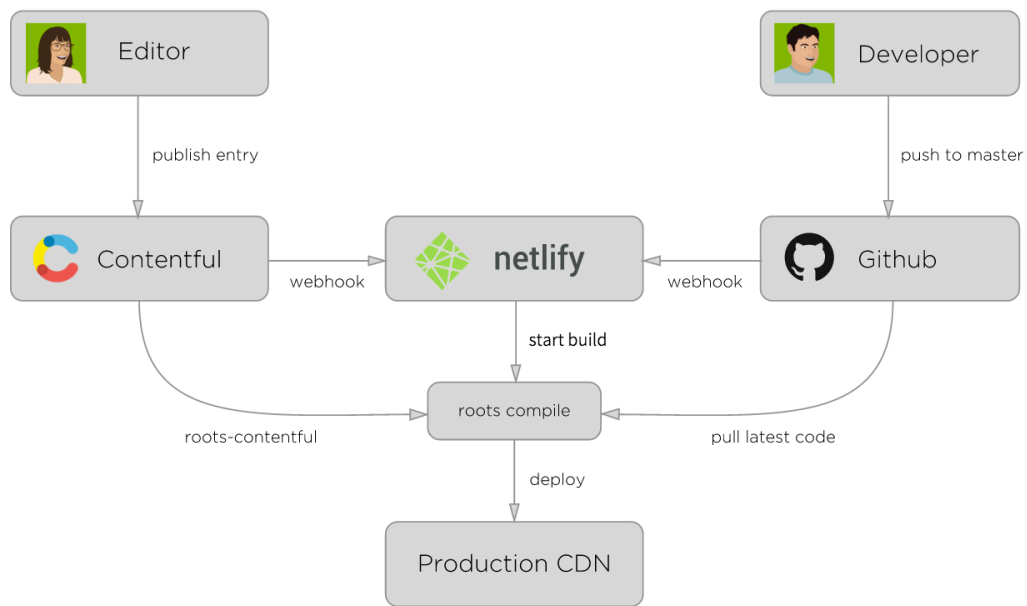 Editor
Developer
publish entry
push to master
Contentful
netlify
Github
webhook
webhook
start build
roots compile
roots-contentful
pull latest code
deploy
Production CDN